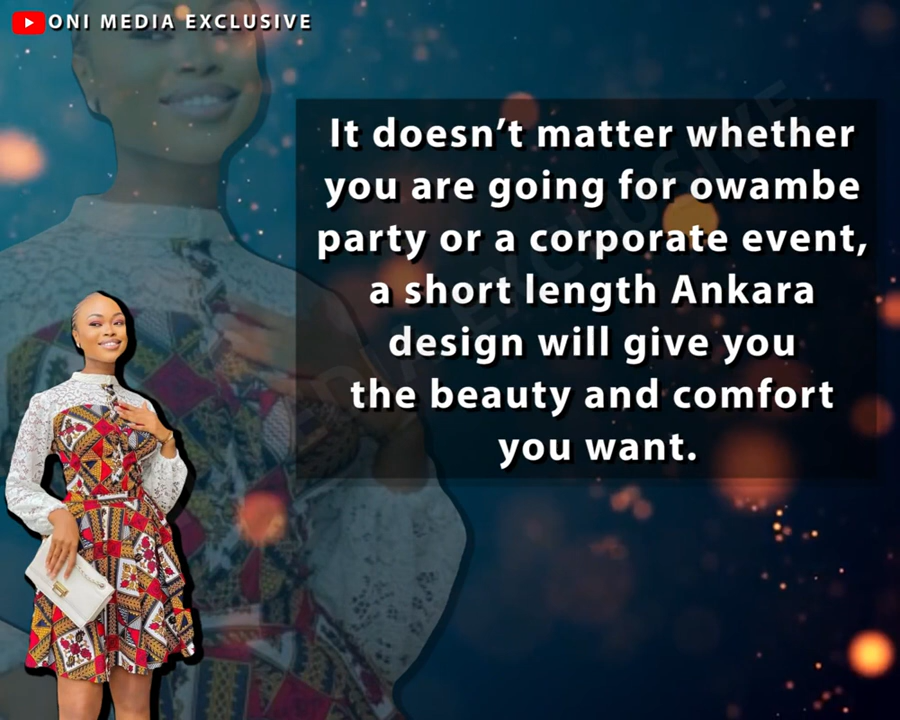 ONI MEDIA EXCLUSIVE
It doesn't matter whether
you are going for owambe
party or a corporate event,
a short length Ankara
design will give you
the beauty and comfort
you want.